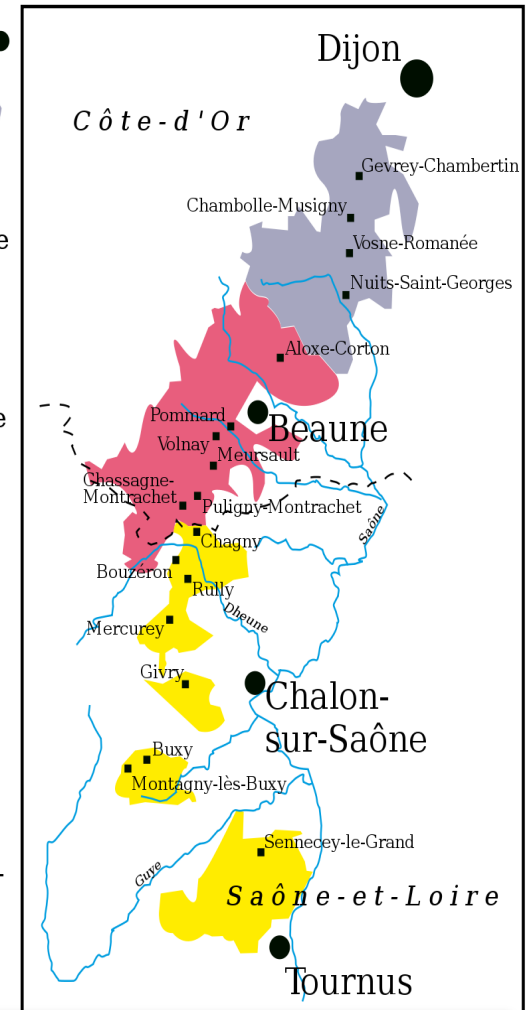 Dijon
Côte-d'Or
Gevrey-Chambertin
Chambolle-Musigny
Vosne-Romanée
Nuits-Saint-Georges
Aloxe-Corton
Pommard
Beaune
Volnay
Meursault
Chassagne-
Montrachet
Puligny-Montrachet
Saône
Chagny
Bouzeron
Rully
Dheune
Mercurey
Givry
Chalon-
sur-Saône
Buxy
Montagny-lès-Buxy
Sennecey-le-Grand
Guye
Saône-et-Loire
Tournus